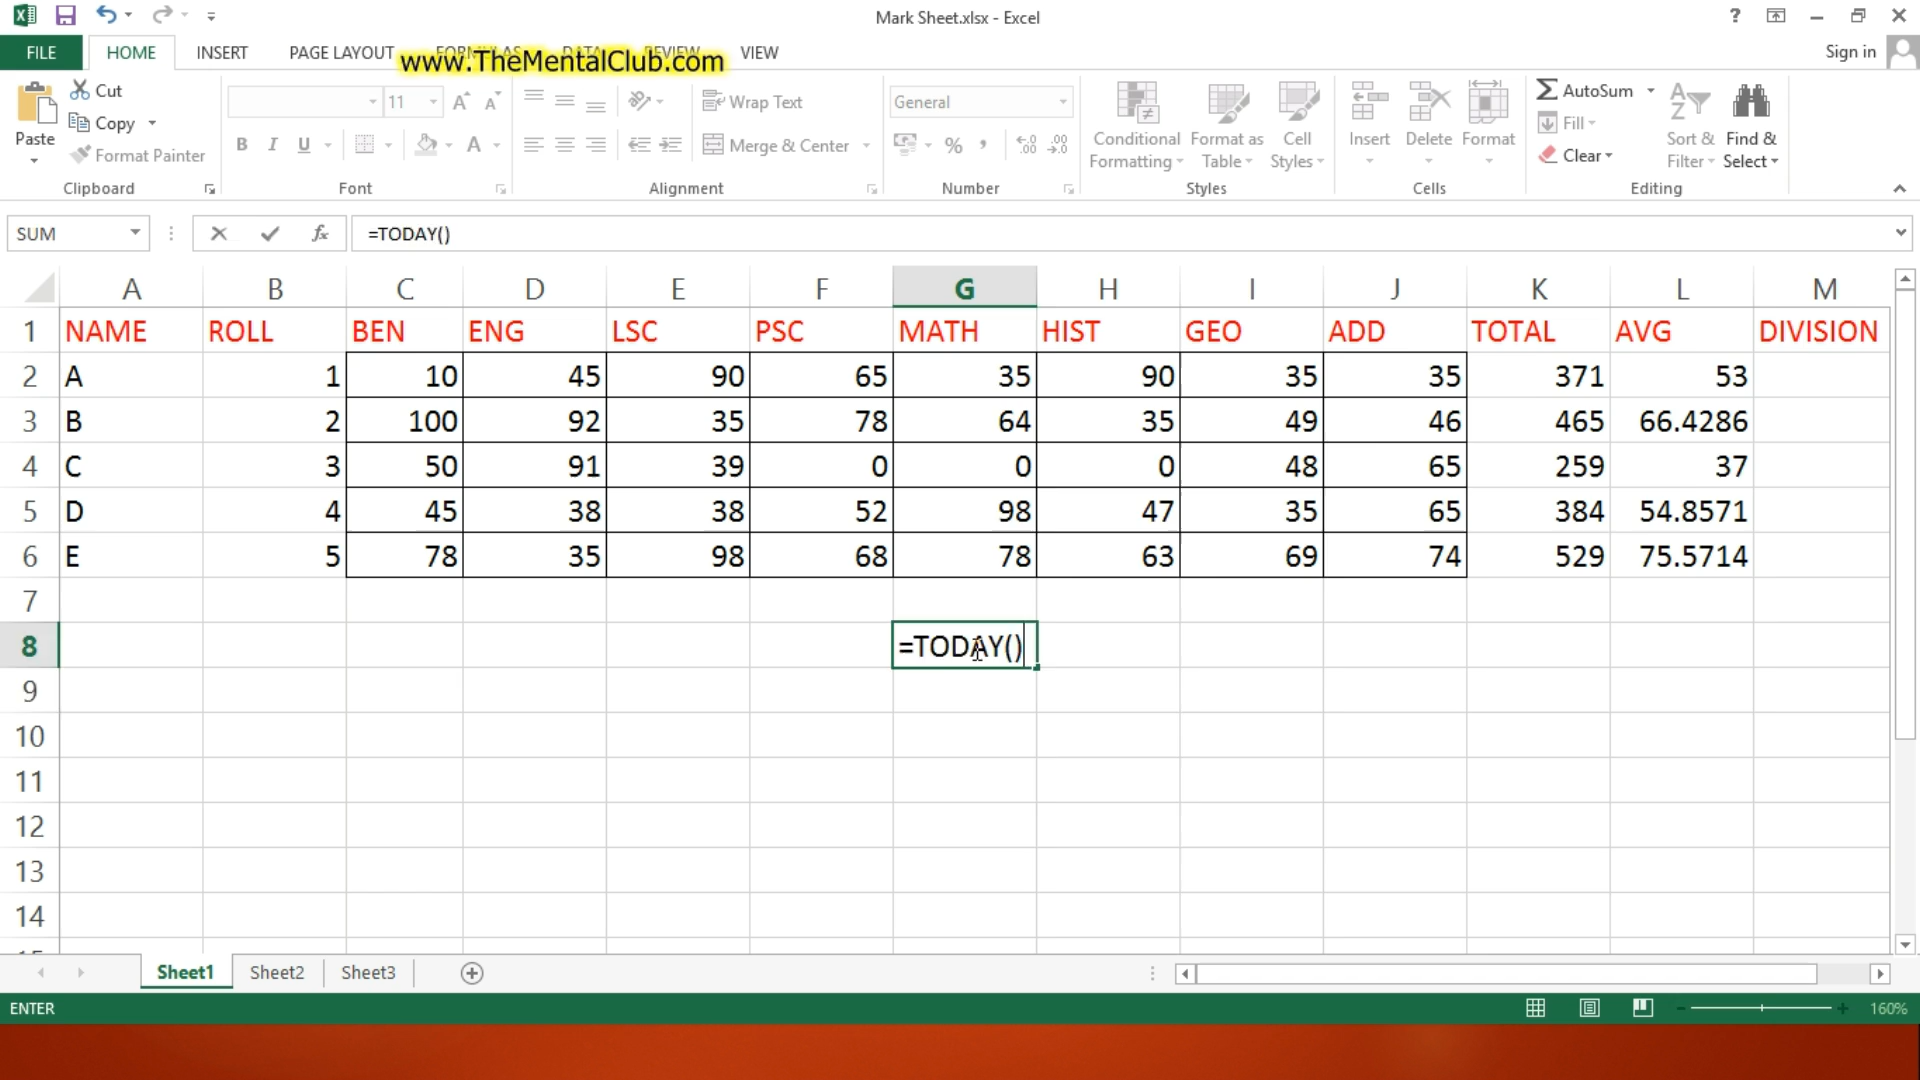 Mark Sheet.xlsx - Excel
FILE HOME INSERT PAGE LAYOUT FORMULAS DATA REVIEW VIEW Sign in
www.TheMentalClub.com
Cut
Copy
Format Painter
Paste
Clipboard
11
B I U
Font
Wrap Text
Merge & Center
Alignment
General
%
Number
Conditional Formatting
Format as Table
Cell Styles
Styles
Insert Delete Format
Cells
AutoSum
Fill
Clear
Sort & Filter
Find & Select
Editing
SUM fx =TODAY()
A B C D E F G H I J K L M
1 NAME ROLL BEN ENG LSC PSC MATH HIST GEO ADD TOTAL AVG DIVISION
2 A 1 10 45 90 65 35 90 35 35 371 53
3 B 2 100 92 35 78 64 35 49 46 465 66.4286
4 C 3 50 91 39 0 0 0 48 65 259 37
5 D 4 45 38 38 52 98 47 35 65 384 54.8571
6 E 5 78 35 98 68 78 63 69 74 529 75.5714
7
8 =TODAY()
9
10
11
12
13
14
Sheet1 Sheet2 Sheet3
ENTER 160%